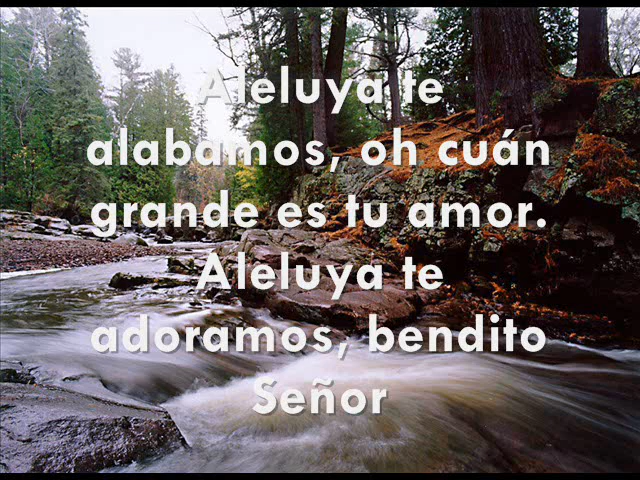 Aleluya te
alabamos, oh cuán
grande es tu amor.
Aleluya te
adoramos, bendito
Señor